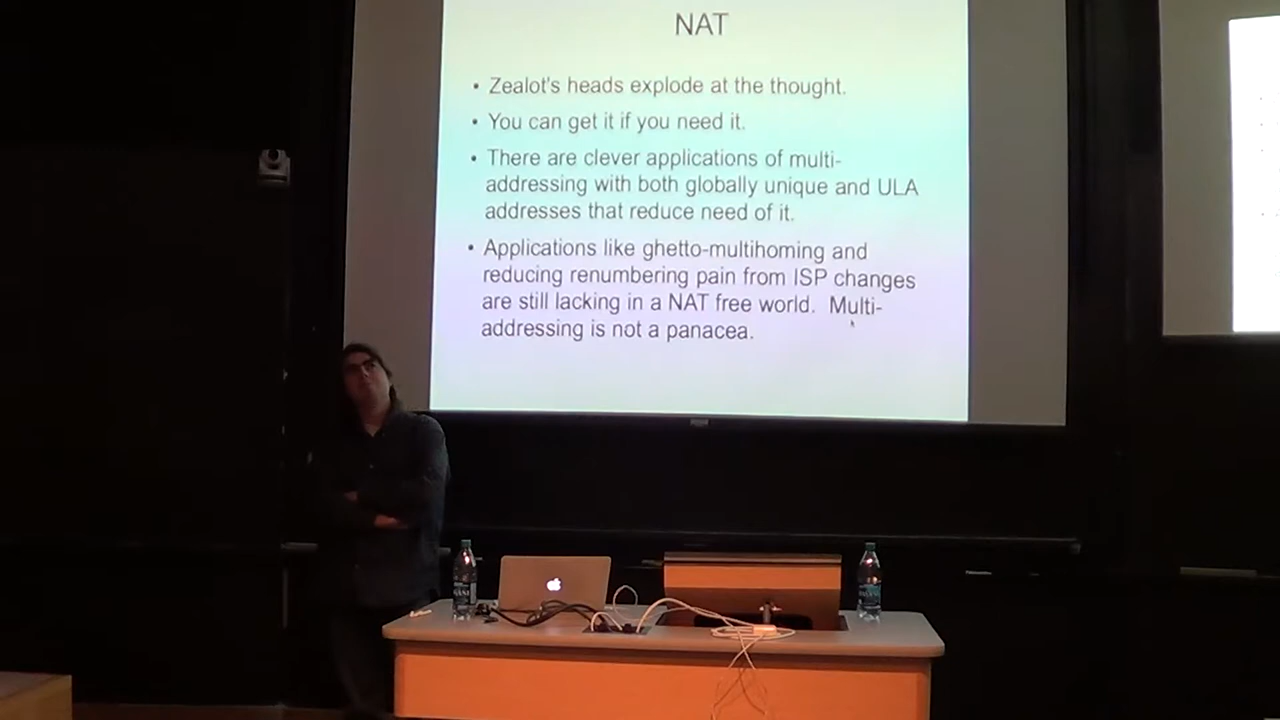 NAT
• Zealot's heads explode at the thought.
• You can get it if you need it.
• There are clever applications of multi-
addressing with both globally unique and ULA
addresses that reduce need of it.
• Applications like ghetto-multihoming and
reducing renumbering pain from ISP changes
are still lacking in a NAT free world. Multi-
addressing is not a panacea.